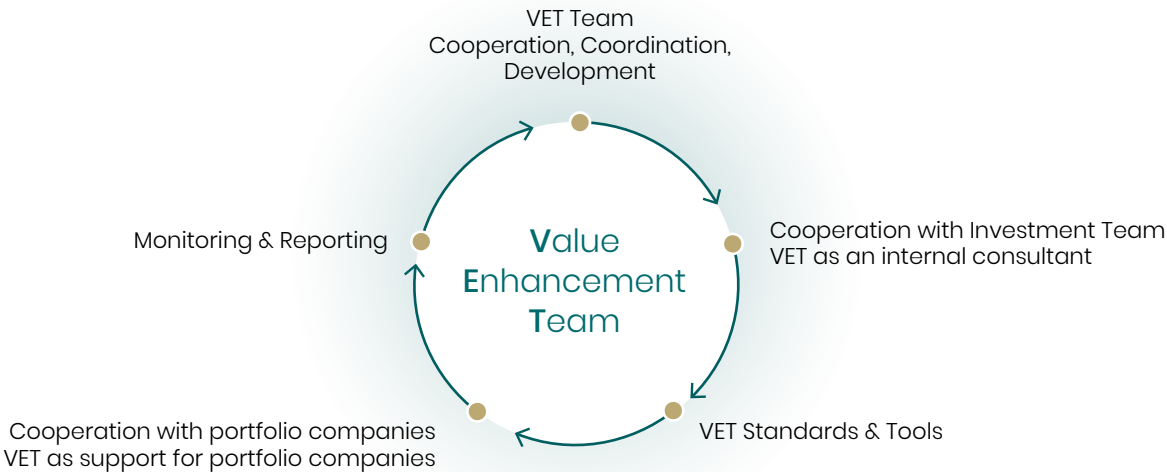 VET Team
Cooperation, Coordination,
Development
Monitoring & Reporting
Value
Enhancement
Team
Cooperation with Investment Team
VET as an internal consultant
Cooperation with portfolio companies
VET as support for portfolio companies
VET Standards & Tools